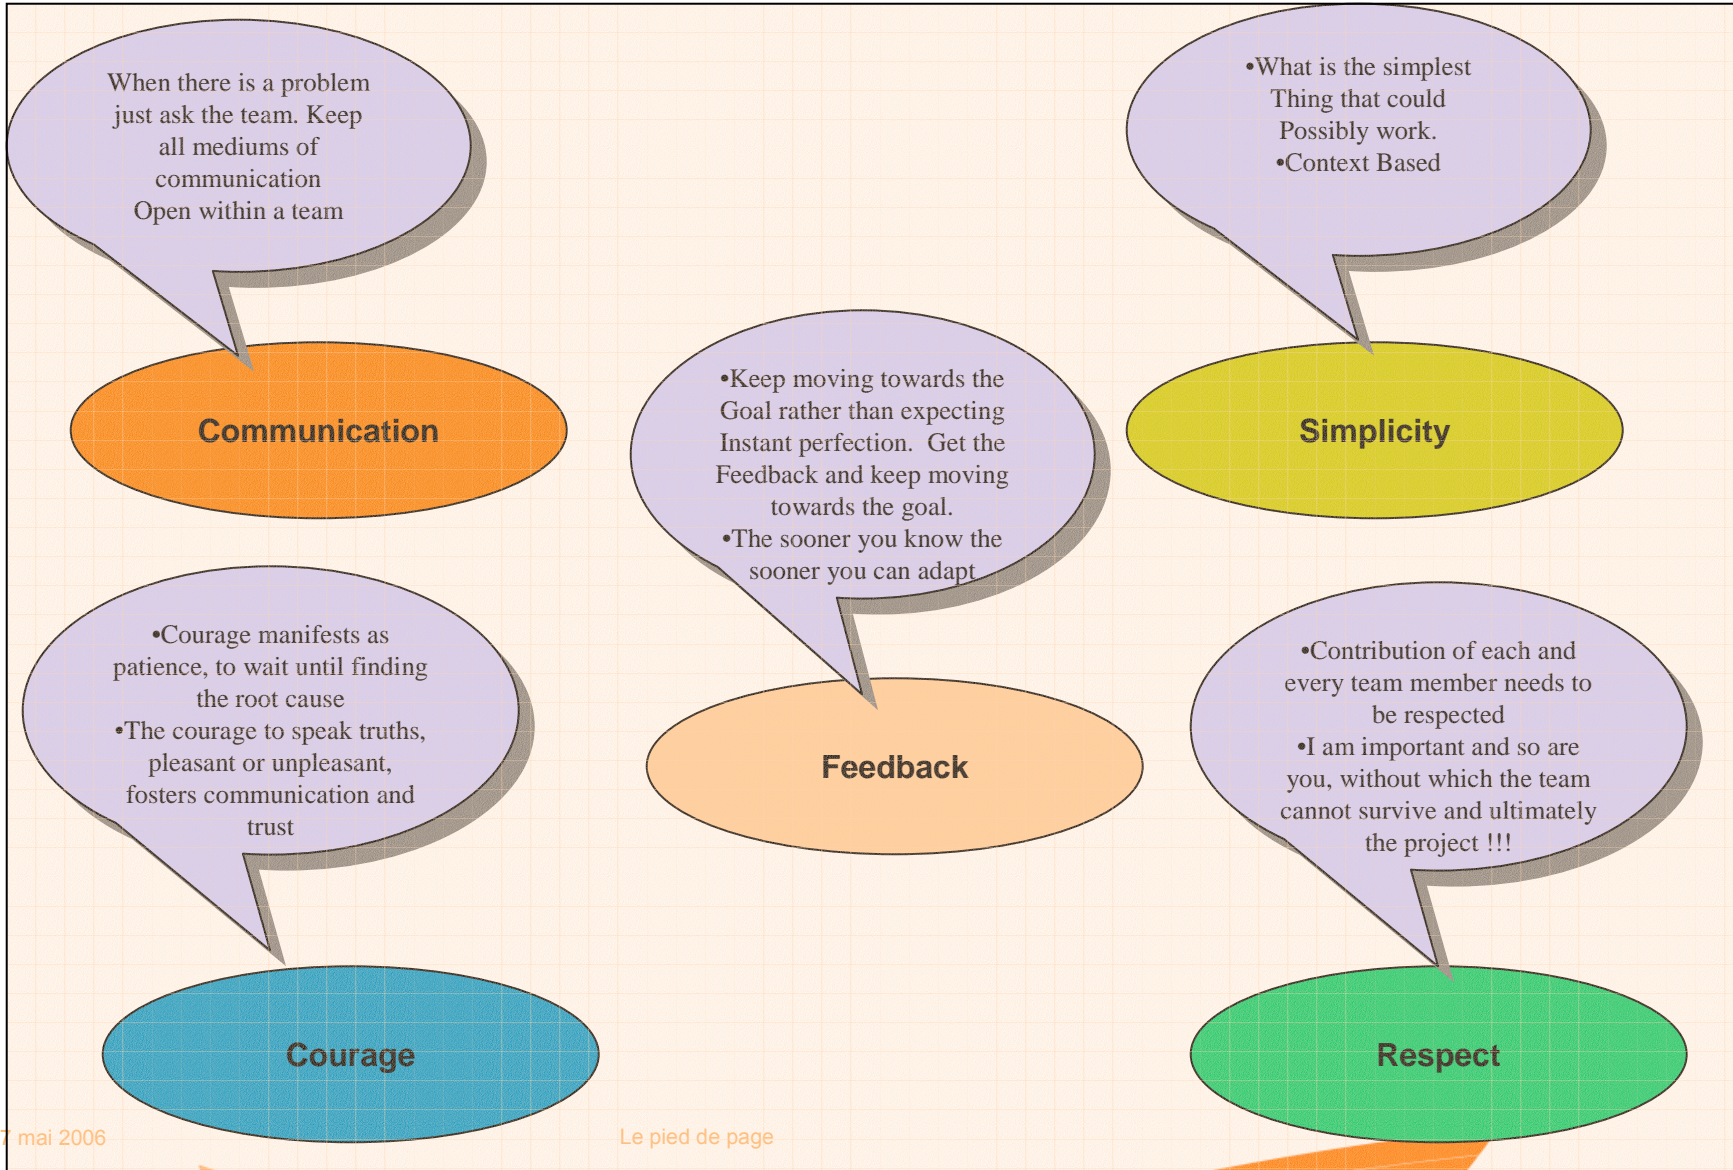 When there is a problem
just ask the team. Keep
all mediums of
communication
Open within a team
Communication
•What is the simplest
Thing that could
Possibly work.
•Context Based
Simplicity
•Keep moving towards the
Goal rather than expecting
Instant perfection.  Get the
Feedback and keep moving
towards the goal.
•The sooner you know the
sooner you can adapt
Feedback
•Courage manifests as
patience, to wait until finding
the root cause
•The courage to speak truths,
pleasant or unpleasant,
fosters communication and
trust
Courage
•Contribution of each and
every team member needs to
be respected
•I am important and so are
you, without which the team
cannot survive and ultimately
the project !!!
Respect
7 mai 2006
Le pied de page